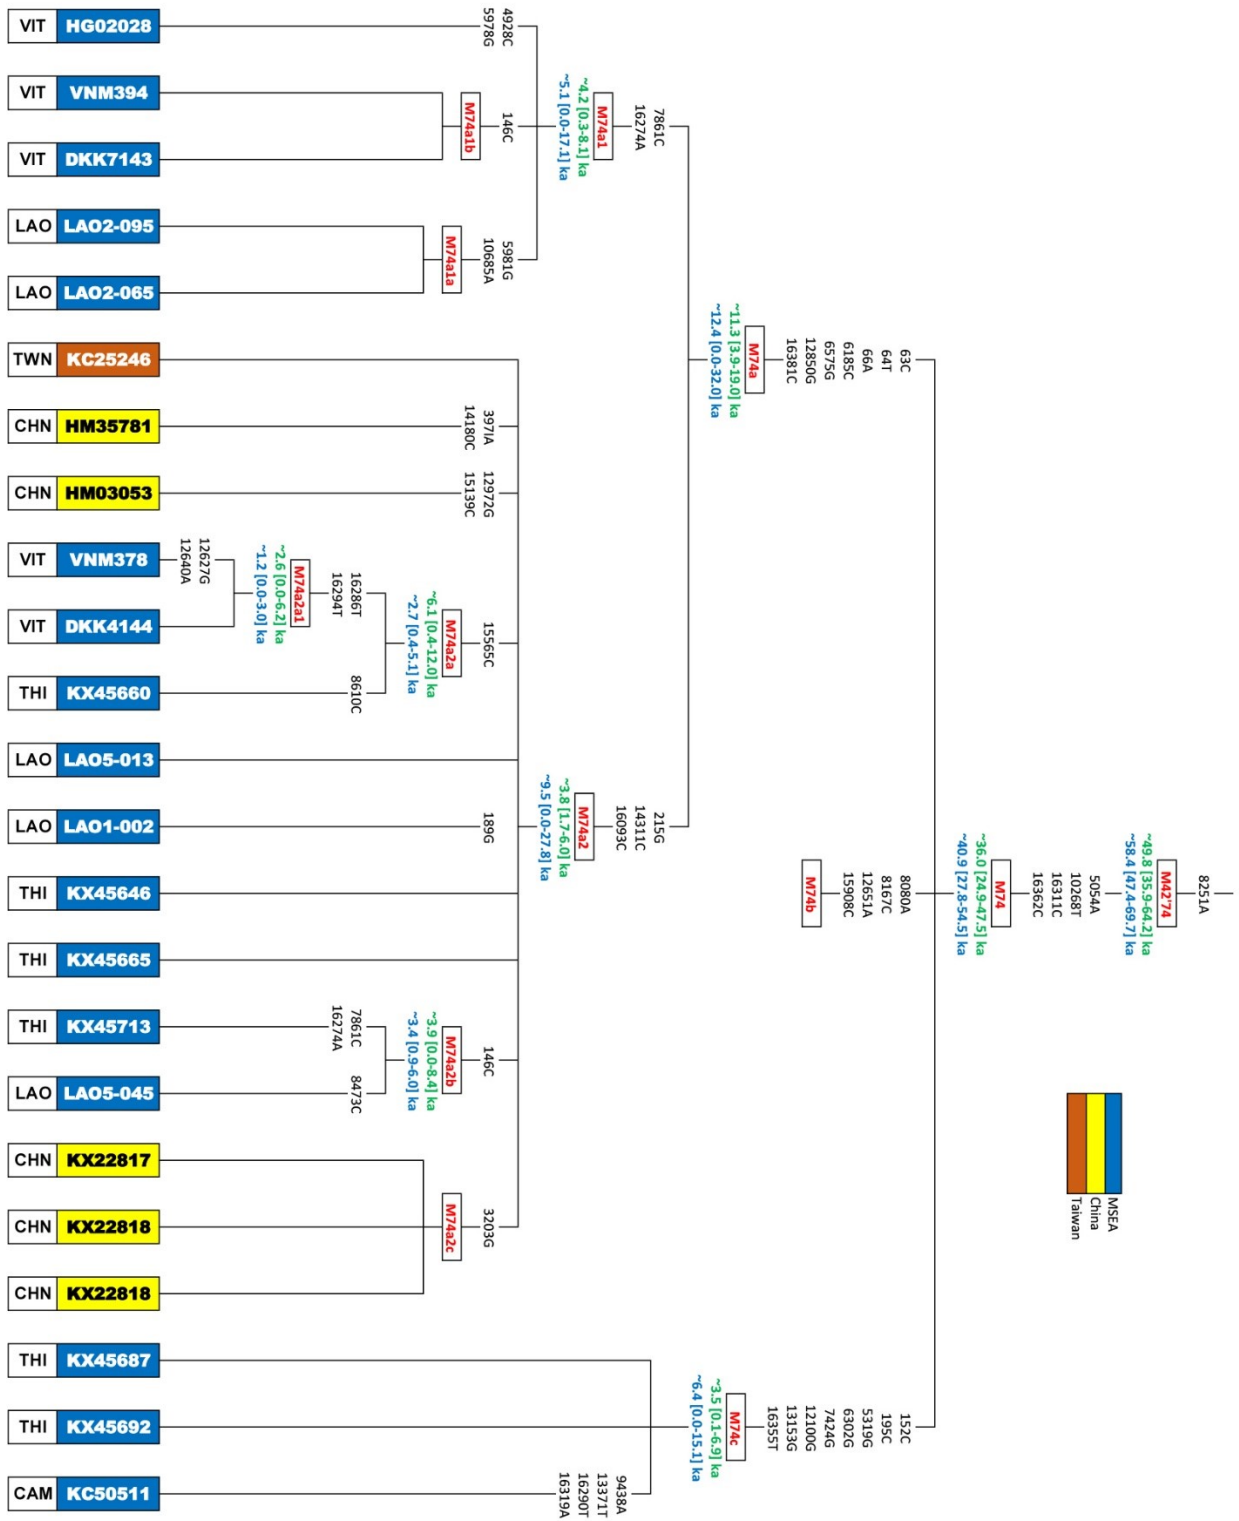 8251A
M42'74
~49.8 [35.9-64.2] ka
~58.4 [47.4-69.7] ka
5054A
10268T
16311C
16362C
M74
~36.0 [24.9-47.5] ka
~40.9 [27.8-54.5] ka
MSEA
China
Taiwan
63C
64T
66A
6185C
6575G
12850G
16381C
M74a
~11.3 [3.9-19.0] ka
~12.4 [0.0-32.0] ka
8080A
8167C
12651A
15908C
M74b
152C
195C
5319G
6302G
7424G
12100G
13153G
16355T
M74c
~3.5 [0.1-6.9] ka
~6.4 [0.0-15.1] ka
7861C
16274A
M74a1
~4.2 [0.3-8.1] ka
~5.1 [0.0-17.1] ka
215G
14311C
16093C
M74a2
~3.8 [1.7-6.0] ka
~9.5 [0.0-27.8] ka
4928C
5978G
146C
M74a1b
5981G
10685A
M74a1a
397IA
14180C
12972G
15139C
15565C
M74a2a
~6.1 [0.4-12.0] ka
~2.7 [0.4-5.1] ka
16286T
16294T
M74a2a1
~2.6 [0.0-6.2] ka
~1.2 [0.0-3.0] ka
12627G
12640A
8610C
189G
146C
M74a2b
~3.9 [0.0-8.4] ka
~3.4 [0.9-6.0] ka
7861C
16274A
8473C
3203G
M74a2c
9438A
13371T
16290T
16319A
VIT HG02028
VIT VNM394
VIT DKK7143
LAO LAO2-095
LAO LAO2-065
TWN KC25246
CHN HM35781
CHN HM03053
VIT VNM378
VIT DKK4144
THI KX45660
LAO LAO5-013
LAO LAO1-002
THI KX45646
THI KX45665
THI KX45713
LAO LAO5-045
CHN KX22817
CHN KX22818
CHN KX22818
THI KX45687
THI KX45692
CAM KC50511